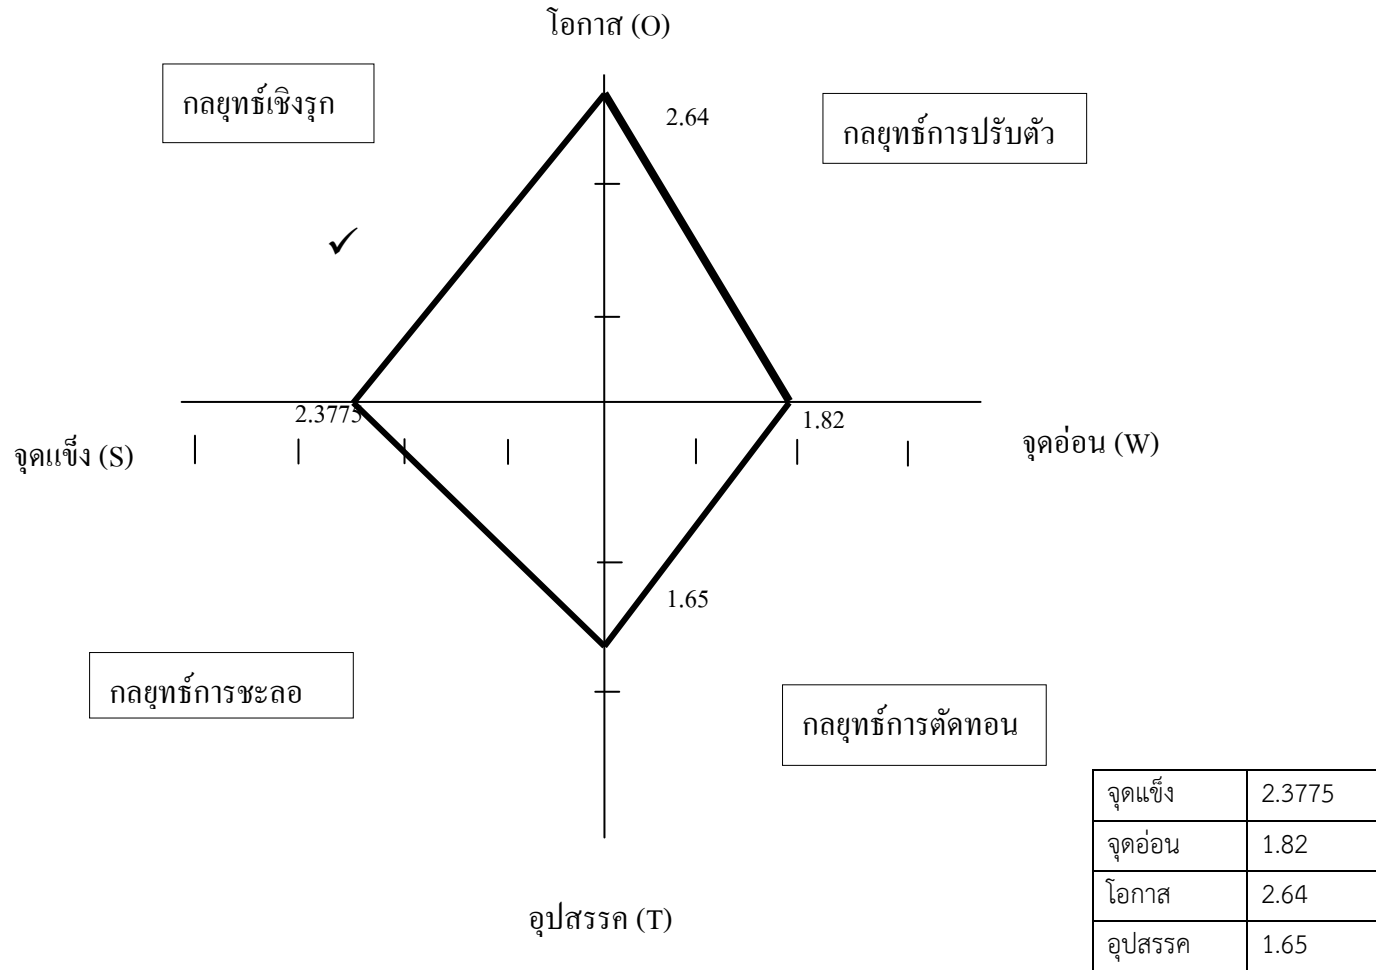 โอกาส (O)
กลยุทธ์เชิงรุก
2.64
กลยุทธ์การปรับตัว
✓
2.3775
1.82
จุดแข็ง (S)
จุดอ่อน (W)
1.65
กลยุทธ์การชะลอ
กลยุทธ์การตัดทอน
อุปสรรค (T)
จุดแข็ง 2.3775
จุดอ่อน 1.82
โอกาส 2.64
อุปสรรค 1.65